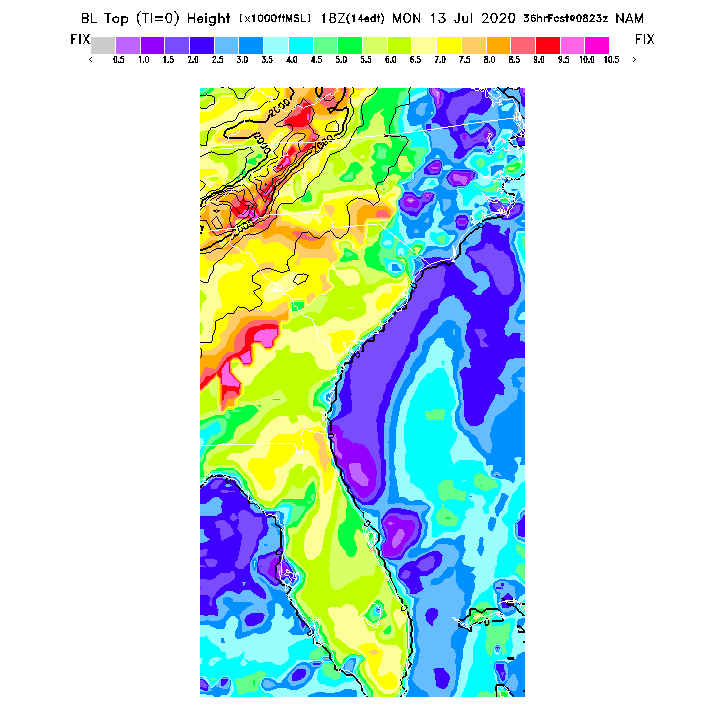 BL Top (TI=0) Height [x1000ftMSL] 18Z(14edt) MON 13 Jul 2020 36hrFcst@0823z NAM
FIX FIX
< 0.5 1.0 1.5 2.0 2.5 3.0 3.5 4.0 4.5 5.0 5.5 6.0 6.5 7.0 7.5 8.0 8.5 9.0 9.5 10.0 10.5 >
2000
2000
2000